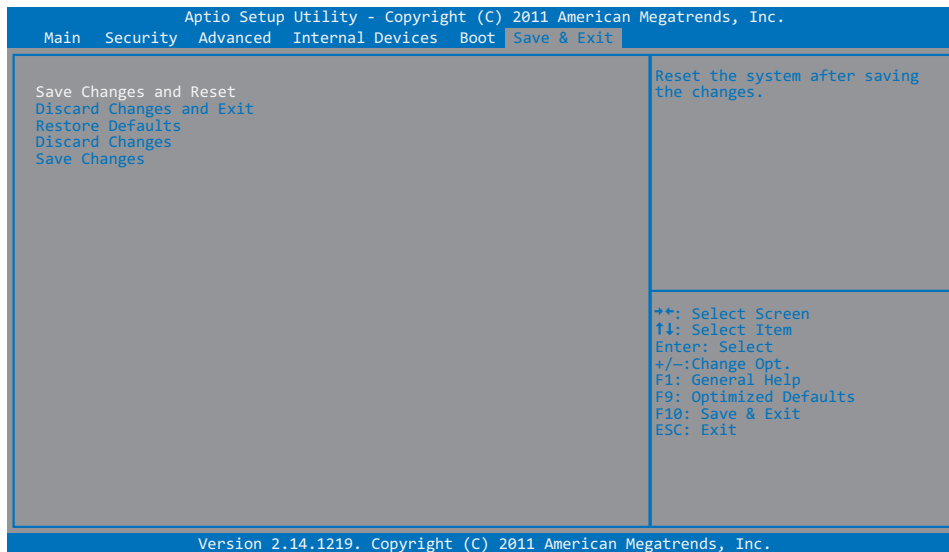 Aptio Setup Utility - Copyright (C) 2011 American Megatrends, Inc.
Main Security Advanced Internal Devices Boot Save & Exit
Save Changes and Reset
Discard Changes and Exit
Restore Defaults
Discard Changes
Save Changes
Reset the system after saving
the changes.
→←: Select Screen
↑↓: Select Item
Enter: Select
+/—:Change Opt.
F1: General Help
F9: Optimized Defaults
F10: Save & Exit
ESC: Exit
Version 2.14.1219. Copyright (C) 2011 American Megatrends, Inc.